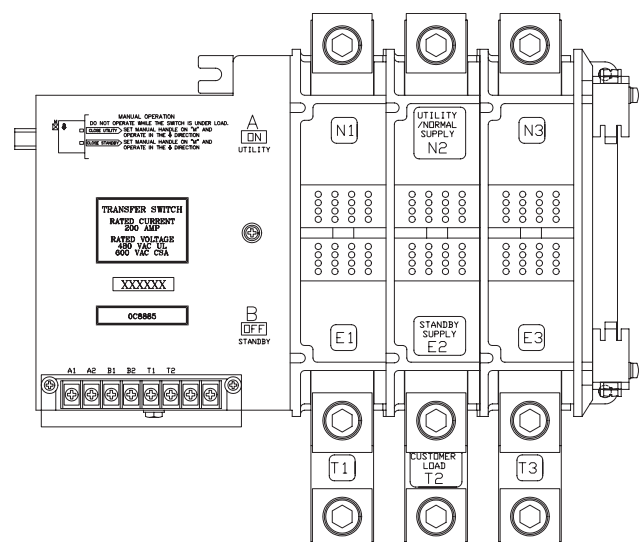 MANUAL OPERATION
DO NOT OPERATE WHILE THE SWITCH IS UNDER LOAD.
CLOSE UTILITY SET MANUAL HANDLE ON "M" AND
OPERATE IN THE DIRECTION
CLOSE STANDBY SET MANUAL HANDLE ON "M" AND
OPERATE IN THE DIRECTION
A
ON
UTILITY
N1
UTILITY
/NORMAL
SUPPLY
N2
N3
TRANSFER SWITCH
RATED CURRENT
200 AMP
RATED VOLTAGE
480 VAC UL
600 VAC CSA
XXXXXX
0C8865
B
OFF
STANDBY
E1
STANDBY
SUPPLY
E2
E3
A1 A2 B1 B2 T1 T2
T1
CUSTOMER
LOAD
T2
T3